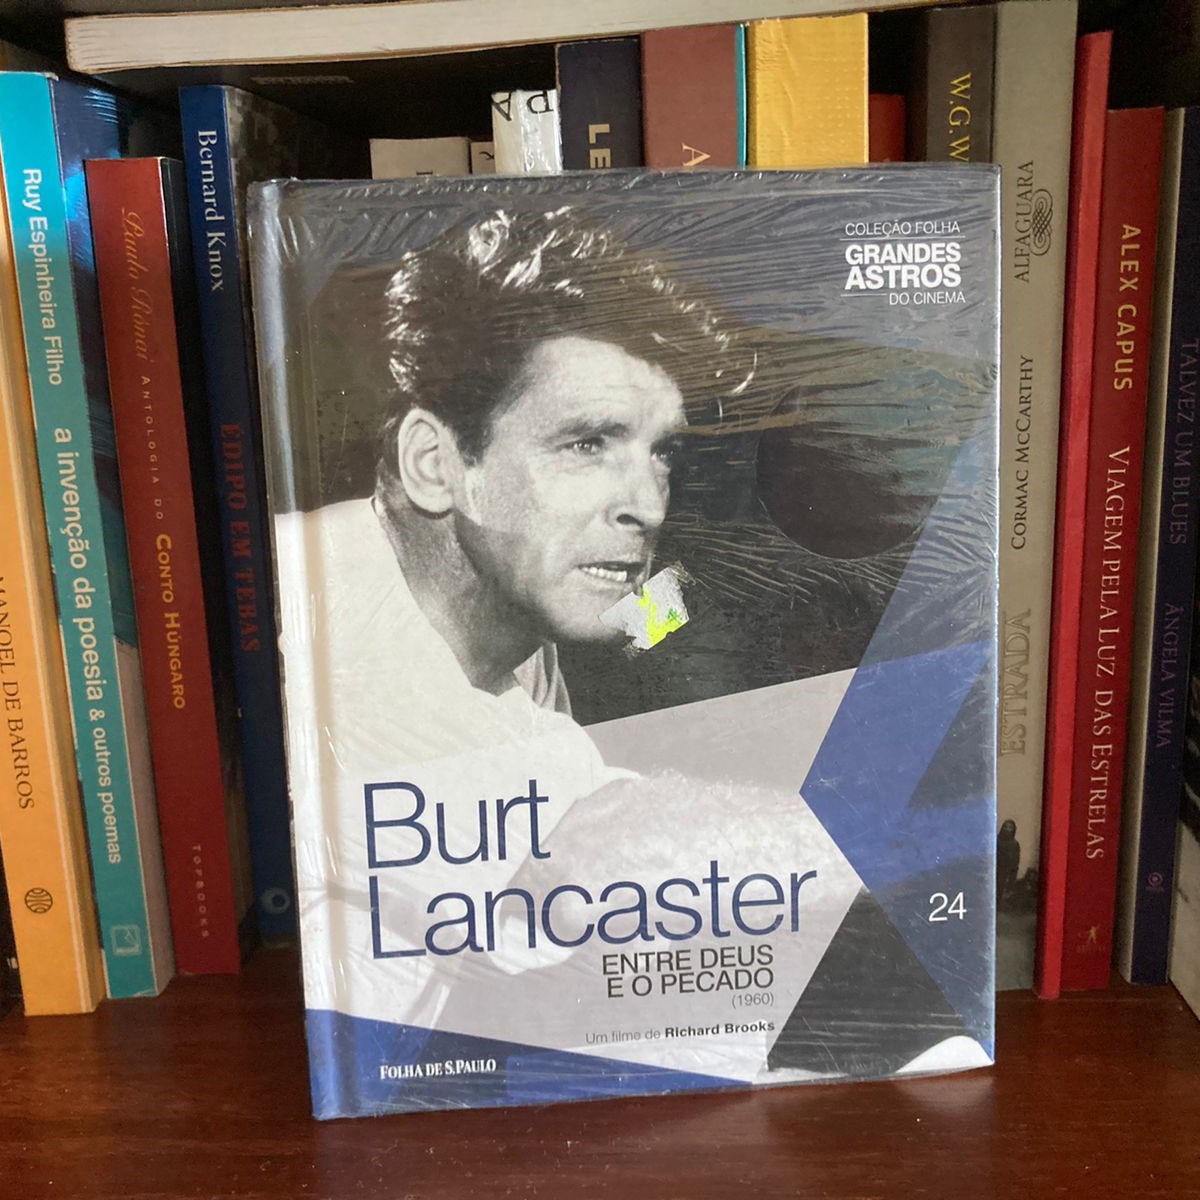 COLEÇÃO FOLHA
GRANDES
ASTROS
DO CINEMA
Burt
Lancaster
ENTRE DEUS
E O PECADO
(1960)
Um filme de Richard Brooks
24
FOLHA DE S.PAULO
MANOEL DE BARROS
Ruy Espinheira Filho a invenção da poesia & outros poemas
Paulo Rónai ANTOLOGIA DO CONTO HÚNGARO TOPBOOKS
Bernard Knox ÉDIPO EM TEBAS
PA
LE
A
W.G.W
ALFAGUARA CORMAC MCCARTHY ESTRADA
ALEX CAPUS VIAGEM PELA LUZ DAS ESTRELAS
TALVEZ UM BLUES ÂNGELA VILMA